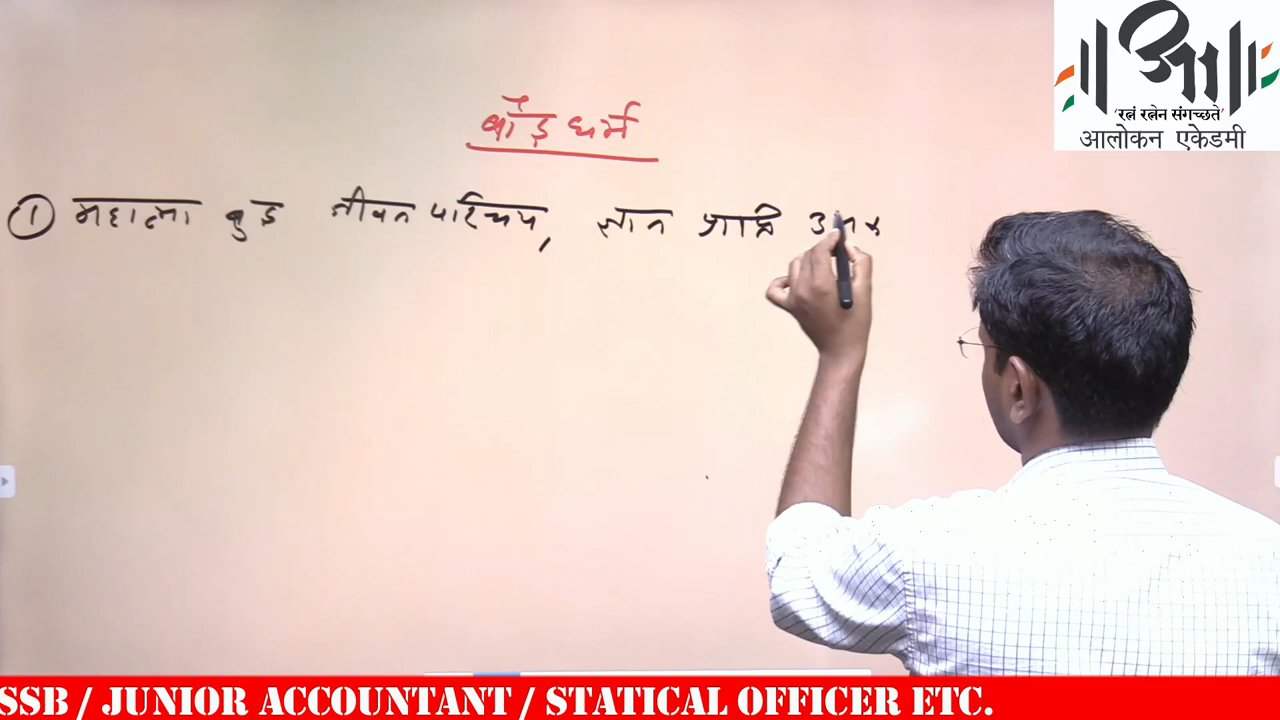 'रत्नं रत्नेन संगच्छते'
आलोकन एकेडमी
बौद्ध धर्म
① महात्मा बुद्ध जीवन परिचय, ज्ञान प्राप्ति
SSB / JUNIOR ACCOUNTANT / STATICAL OFFICER ETC.